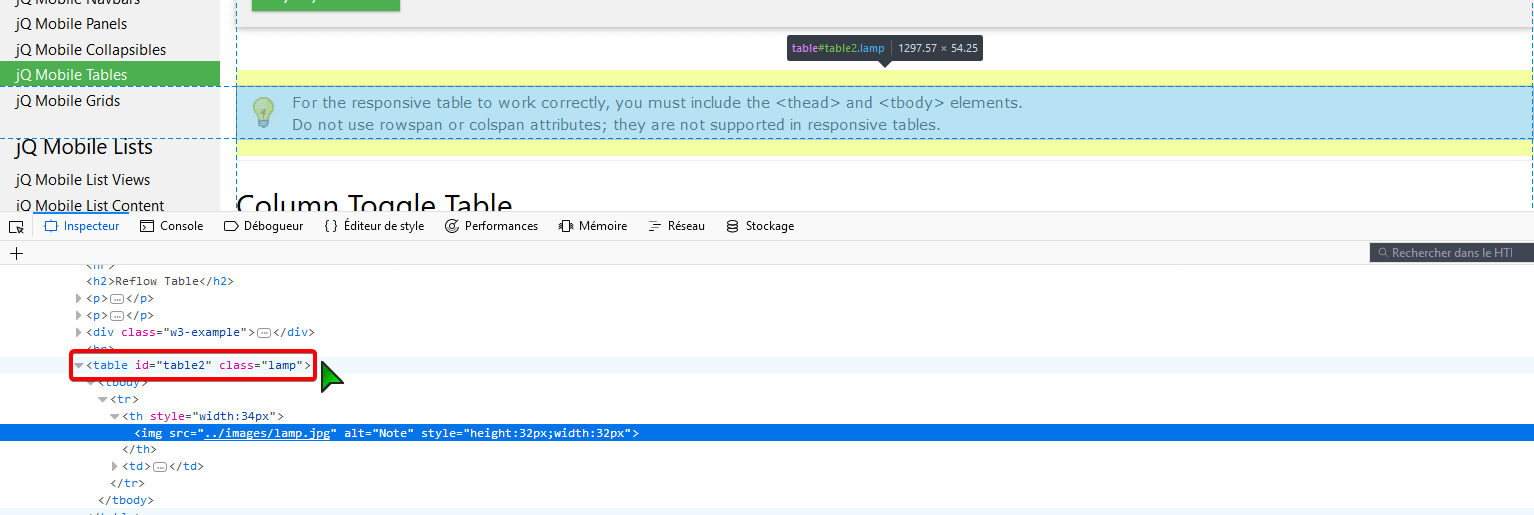 jQ Mobile Navbars
jQ Mobile Panels
jQ Mobile Collapsibles
jQ Mobile Tables
jQ Mobile Grids
jQ Mobile Lists
jQ Mobile List Views
jQ Mobile List Content
table#table2.lamp 1297.57 × 54.25
For the responsive table to work correctly, you must include the <thead> and <tbody> elements.
Do not use rowspan or colspan attributes; they are not supported in responsive tables.
Column Toggle Table
Inspecteur Console Débogueur {} Éditeur de style Performances Mémoire Réseau Stockage
+ Rechercher dans le HTI
<hr>
<h2>Reflow Table</h2>
<p>…</p>
<p>…</p>
<div class="w3-example">…</div>
<hr>
<table id="table2" class="lamp">
<tbody>
<tr>
<th style="width:34px">
<img src="../images/lamp.jpg" alt="Note" style="height:32px;width:32px">
</th>
<td>…</td>
</tr>
</tbody>